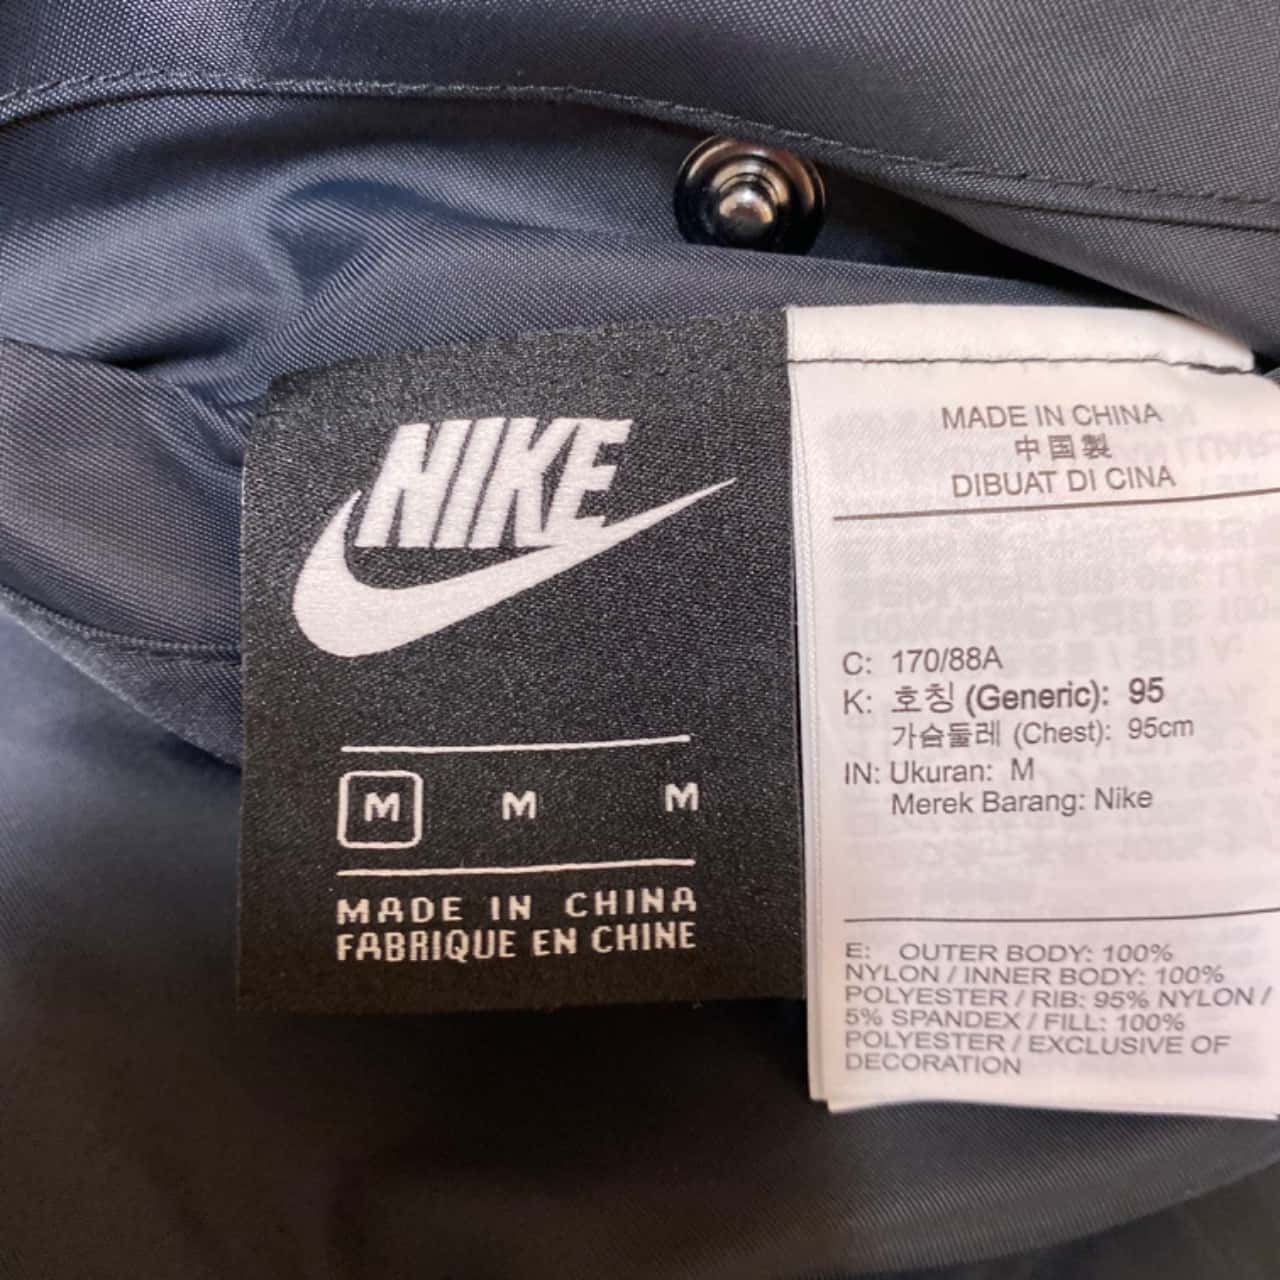 NIKE
M M M
MADE IN CHINA
FABRIQUE EN CHINE
MADE IN CHINA
中国製
DIBUAT DI CINA
C: 170/88A
K: 호칭 (Generic): 95
가슴둘레 (Chest): 95cm
IN: Ukuran: M
Merek Barang: Nike
E: OUTER BODY: 100%
NYLON / INNER BODY: 100%
POLYESTER / RIB: 95% NYLON /
5% SPANDEX / FILL: 100%
POLYESTER / EXCLUSIVE OF
DECORATION